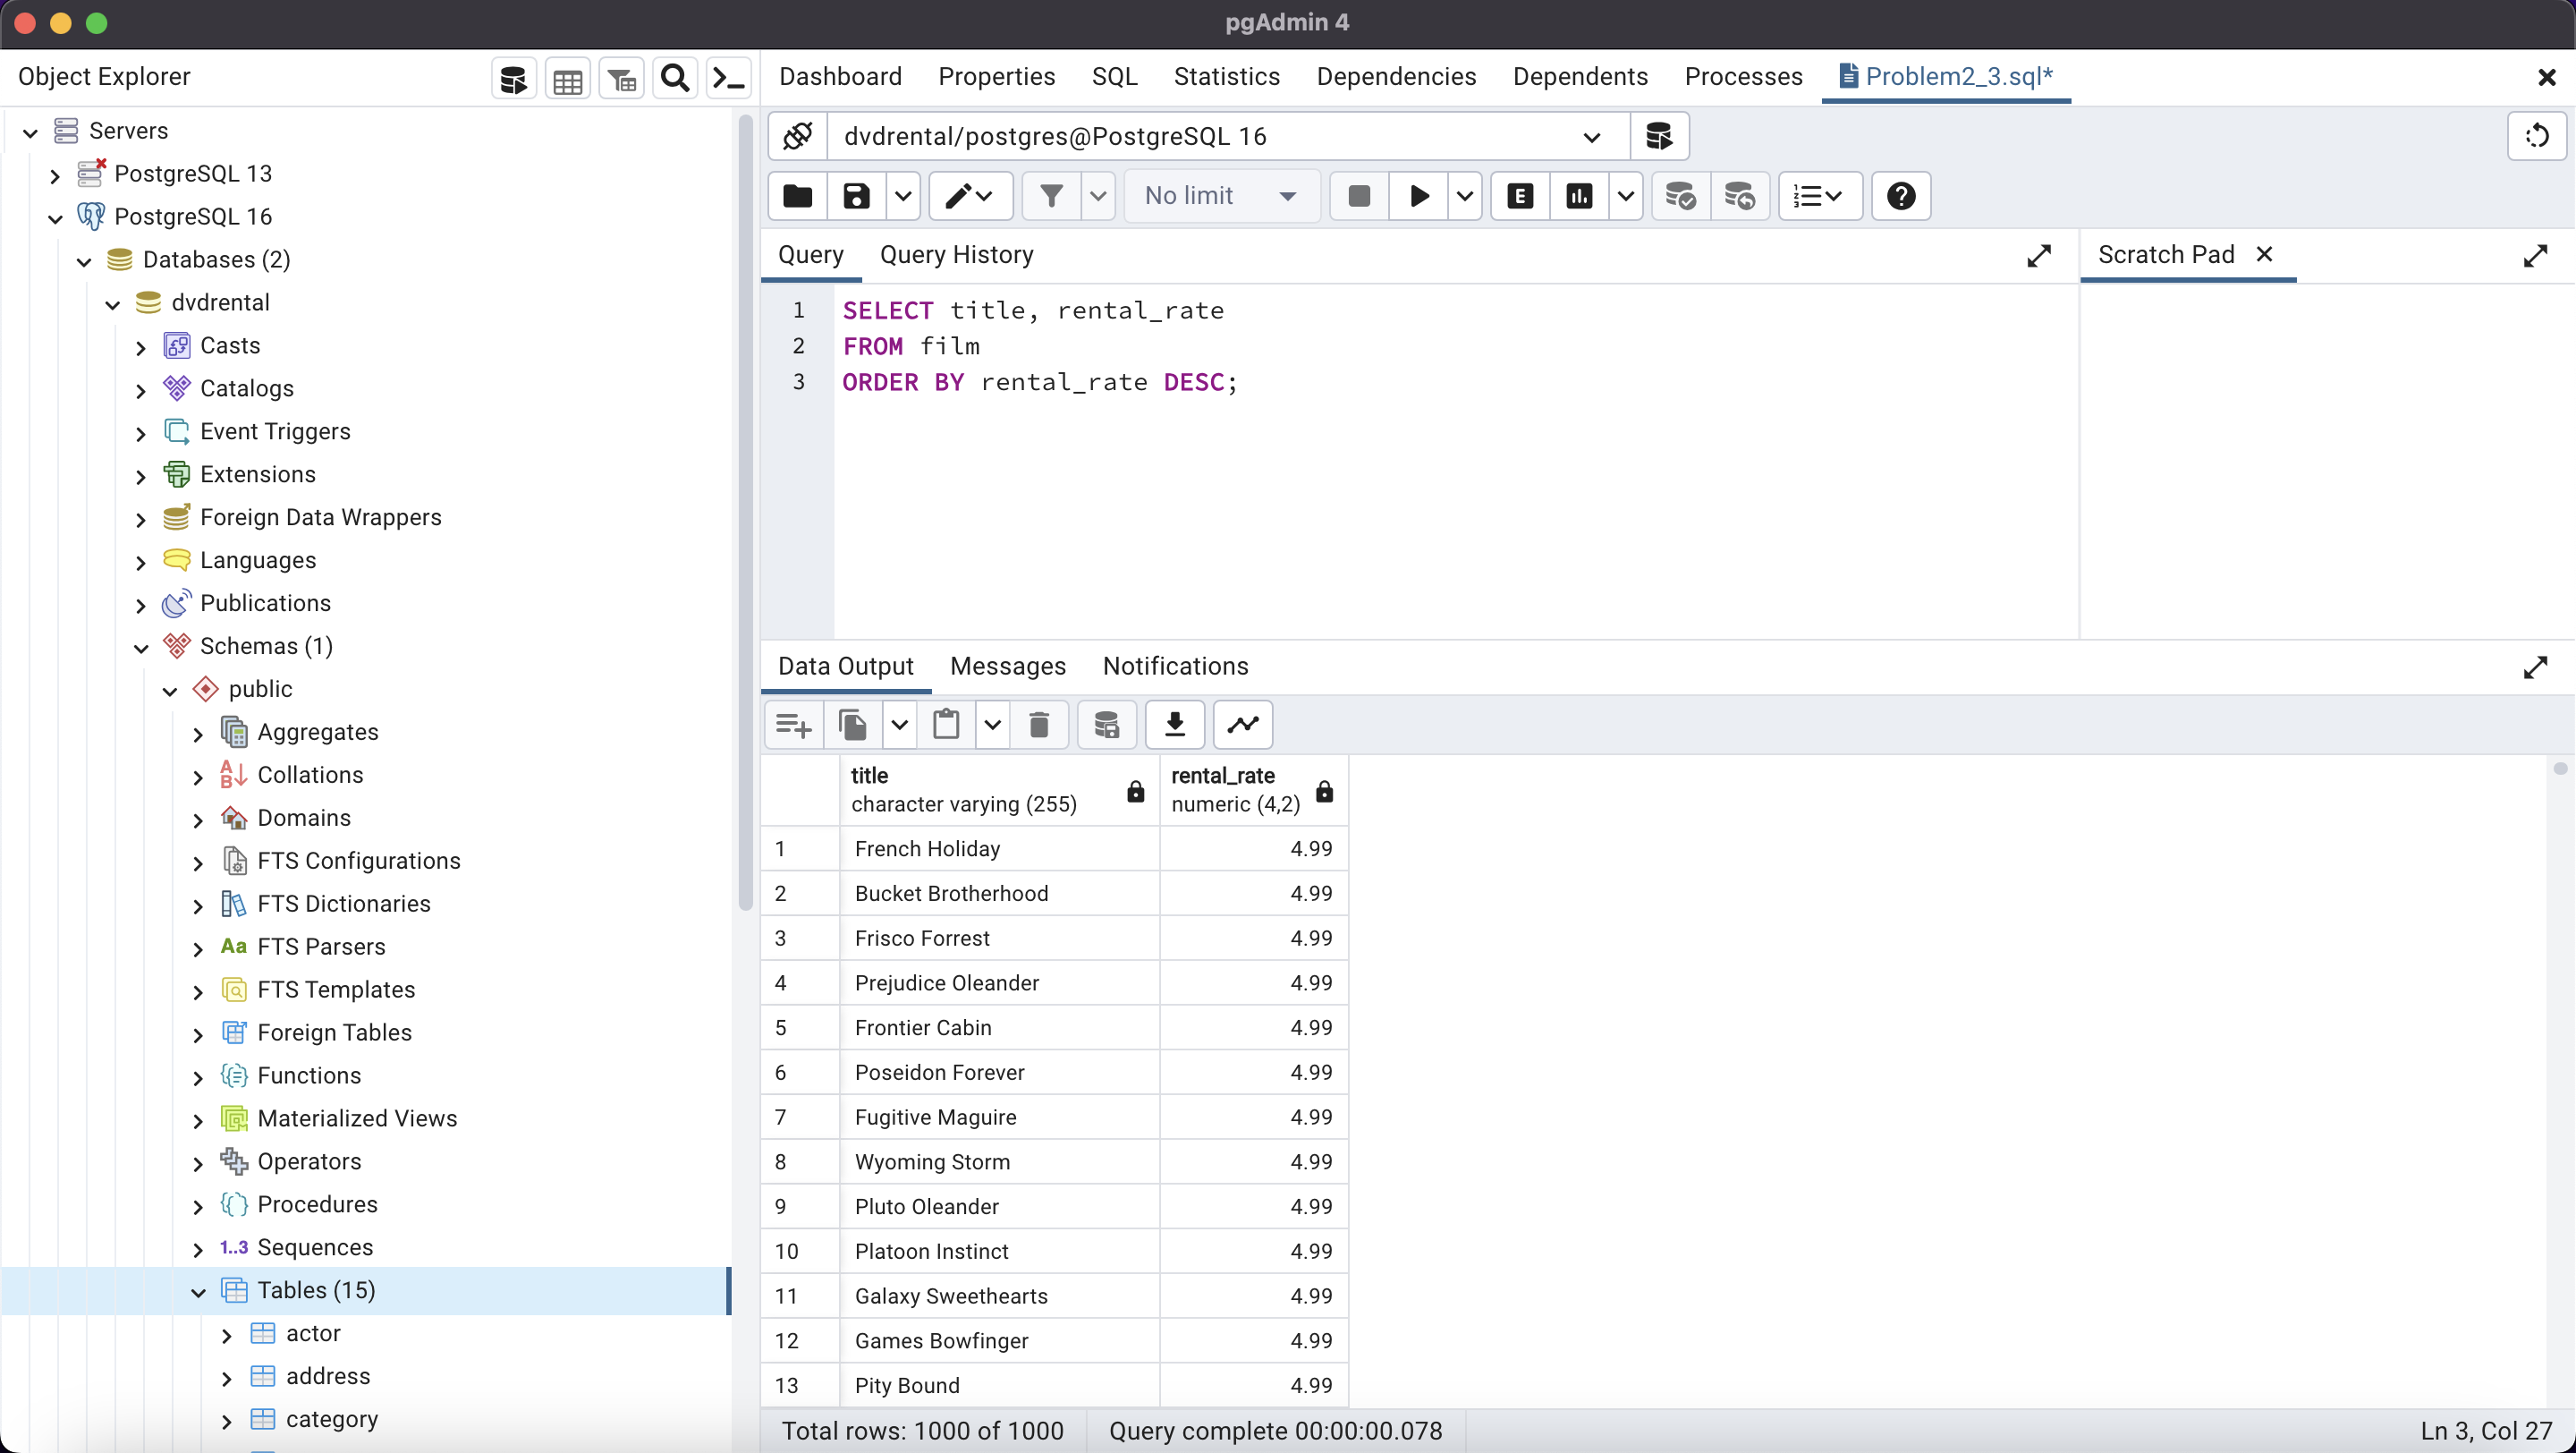 pgAdmin 4
Object Explorer
Dashboard Properties SQL Statistics Dependencies Dependents Processes Problem2_3.sql*
Servers
PostgreSQL 13
PostgreSQL 16
Databases (2)
dvdrental
Casts
Catalogs
Event Triggers
Extensions
Foreign Data Wrappers
Languages
Publications
Schemas (1)
public
Aggregates
Collations
Domains
FTS Configurations
FTS Dictionaries
Aa FTS Parsers
FTS Templates
Foreign Tables
Functions
Materialized Views
Operators
Procedures
1..3 Sequences
Tables (15)
actor
address
category
dvdrental/postgres@PostgreSQL 16
No limit
E
Query Query History
Scratch Pad
1 SELECT title, rental_rate
2 FROM film
3 ORDER BY rental_rate DESC;
Data Output Messages Notifications
title rental_rate
character varying (255) numeric (4,2)
1 French Holiday 4.99
2 Bucket Brotherhood 4.99
3 Frisco Forrest 4.99
4 Prejudice Oleander 4.99
5 Frontier Cabin 4.99
6 Poseidon Forever 4.99
7 Fugitive Maguire 4.99
8 Wyoming Storm 4.99
9 Pluto Oleander 4.99
10 Platoon Instinct 4.99
11 Galaxy Sweethearts 4.99
12 Games Bowfinger 4.99
13 Pity Bound 4.99
Total rows: 1000 of 1000 Query complete 00:00:00.078 Ln 3, Col 27